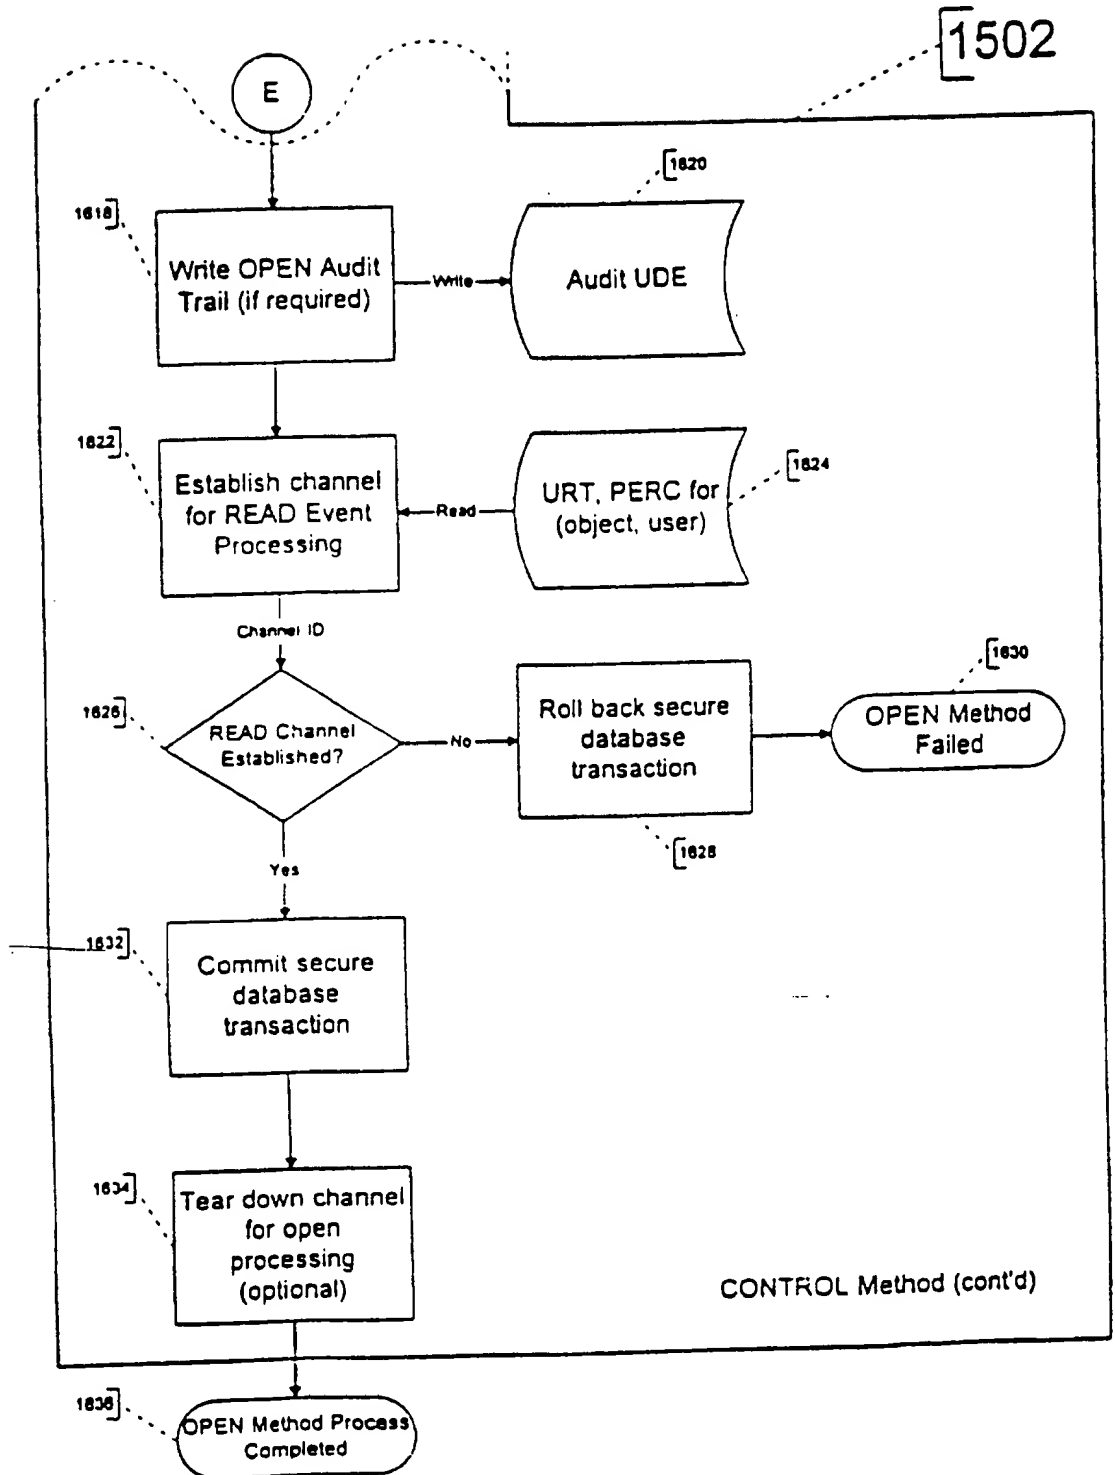 1502
E
1620
1618
Write OPEN Audit
Trail (if required)
Write
Audit UDE
1622
Establish channel
for READ Event
Processing
Read
URT, PERC for
(object, user)
1624
Channel ID
1626
READ Channel
Established?
No
Roll back secure
database
transaction
1630
OPEN Method
Failed
1628
Yes
1632
Commit secure
database
transaction
1634
Tear down channel
for open
processing
(optional)
CONTROL Method (cont'd)
1636
OPEN Method Process
Completed